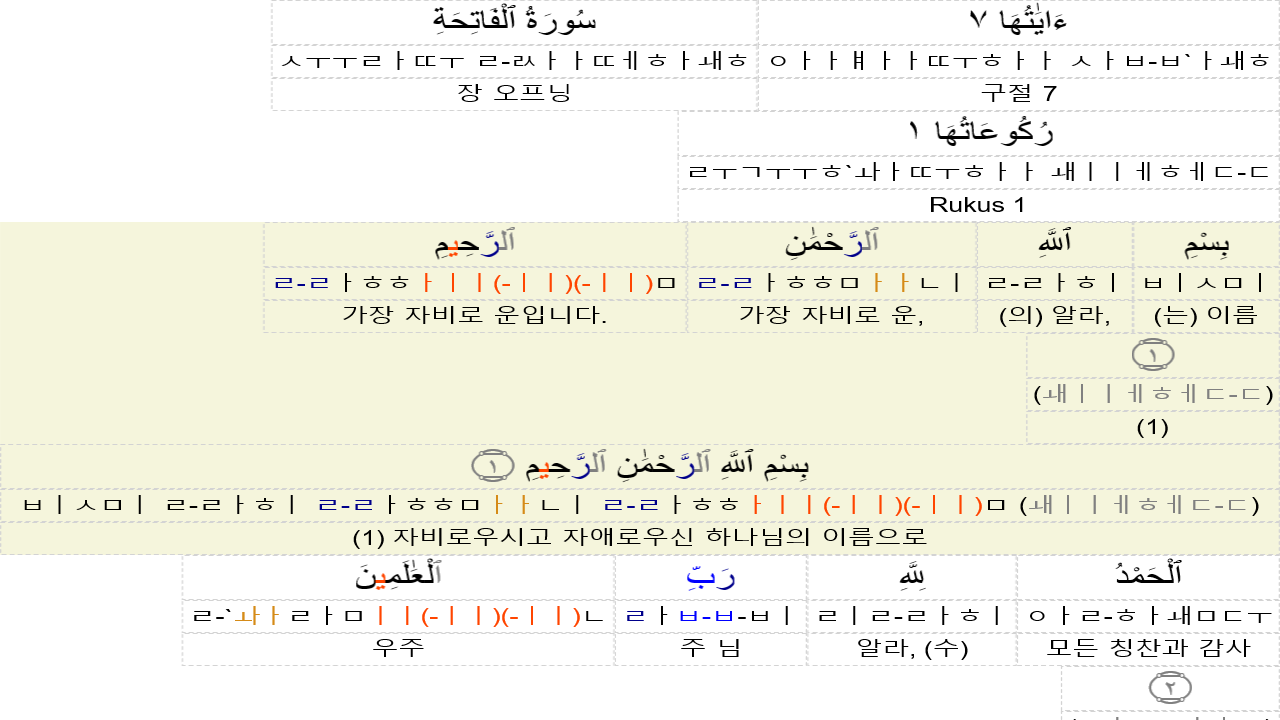 سُورَةُ ٱلْفَاتِحَةِ ءَايَٰتُهَا ٧
ㅅㅜㅜㄹㅏㄸㅜ ㄹ-ㄽㅏㅏㄸㅔㅎㅏㅙㅎ ㅇㅏㅏㅒㅏㅏㄸㅜㅎㅏㅏ ㅅㅏㅂ-ㅂ`ㅏㅙㅎ
장 오프닝 구절 7
رُكُوعَاتُهَا ١
ㄹㅜㄱㅜㅜㅎ`ㅘㅏㄸㅜㅎㅏㅏ ㅙㅣㅣㅔㅎㅔㄷ-ㄷ
Rukus 1
بِسْمِ ٱللَّهِ ٱلرَّحْمَٰنِ ٱلرَّحِيمِ
ㅂㅣㅅㅁㅣ ㄹ-ㄹㅏㅎㅣ ㄹ-ㄹㅏㅎㅎㅁㅏㅏㄴㅣ ㄹ-ㄹㅏㅎㅎㅏㅣㅣ(-ㅣㅣ)(-ㅣㅣ)ㅁ
(는) 이름 (의) 알라, 가장 자비로 운, 가장 자비로 운입니다.
١
(ㅙㅣㅣㅔㅎㅔㄷ-ㄷ)
(1)
بِسْمِ ٱللَّهِ ٱلرَّحْمَٰنِ ٱلرَّحِيمِ ١
ㅂㅣㅅㅁㅣ ㄹ-ㄹㅏㅎㅣ ㄹ-ㄹㅏㅎㅎㅁㅏㅏㄴㅣ ㄹ-ㄹㅏㅎㅎㅏㅣㅣ(-ㅣㅣ)(-ㅣㅣ)ㅁ (ㅙㅣㅣㅔㅎㅔㄷ-ㄷ)
(1) 자비로우시고 자애로우신 하나님의 이름으로
ٱلْحَمْدُ لِلَّهِ رَبِّ ٱلْعَٰلَمِينَ
ㅇㅏㄹ-ㅎㅏㅙㅁㄷㅜ ㄹㅣㄹ-ㄹㅏㅎㅣ ㄹㅏㅂ-ㅂ-ㅂㅣ ㄹ-`ㅘㅏㄹㅏㅁㅣㅣ(-ㅣㅣ)(-ㅣㅣ)ㄴ
모든 칭찬과 감사 알라, (수) 주 님 우주
٢